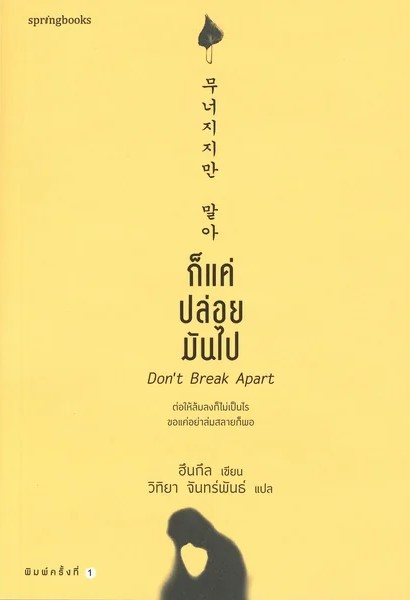 springbooks
무너지지만 말아
ก็แค่
ปล่อย
มันไป
Don't Break Apart
ต่อให้ล้มลงก็ไม่เป็นไร
ขอแค่อย่าล่มสลายก็พอ
ฮึนกึล เขียน
วิทิยา จันทร์พันธ์ แปล
พิมพ์ครั้งที่ 1